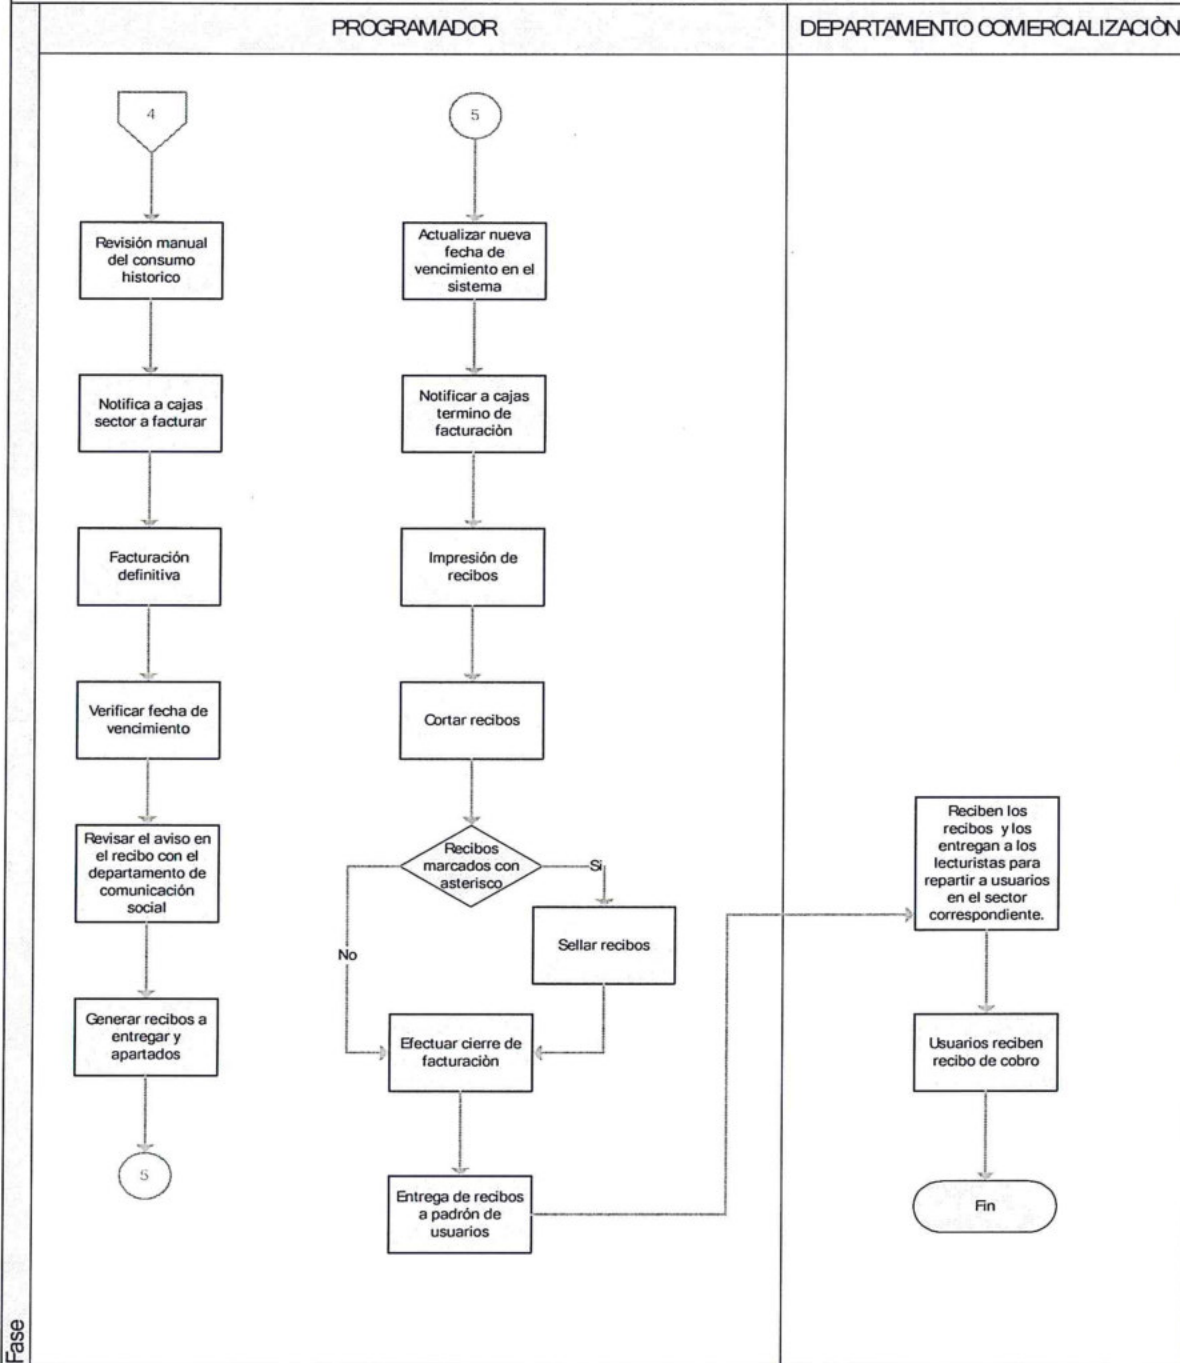 PROGRAMADOR
DEPARTAMENTO COMERCIALIZACIÒN
4
Revisión manual
del consumo
historico
Notifica a cajas
sector a facturar
Facturación
definitiva
Verificar fecha de
vencimiento
Revisar el aviso en
el recibo con el
departamento de
comunicación
social
Generar recibos a
entregar y
apartados
5
5
Actualizar nueva
fecha de
vencimiento en el
sistema
Notificar a cajas
termino de
facturaciòn
Impresión de
recibos
Cortar recibos
Recibos
marcados con
asterisco
Si
No
Sellar recibos
Efectuar cierre de
facturaciòn
Entrega de recibos
a padrón de
usuarios
Reciben los
recibos y los
entregan a los
lecturistas para
repartir a usuarios
en el sector
correspondiente.
Usuarios reciben
recibo de cobro
Fin
Fase